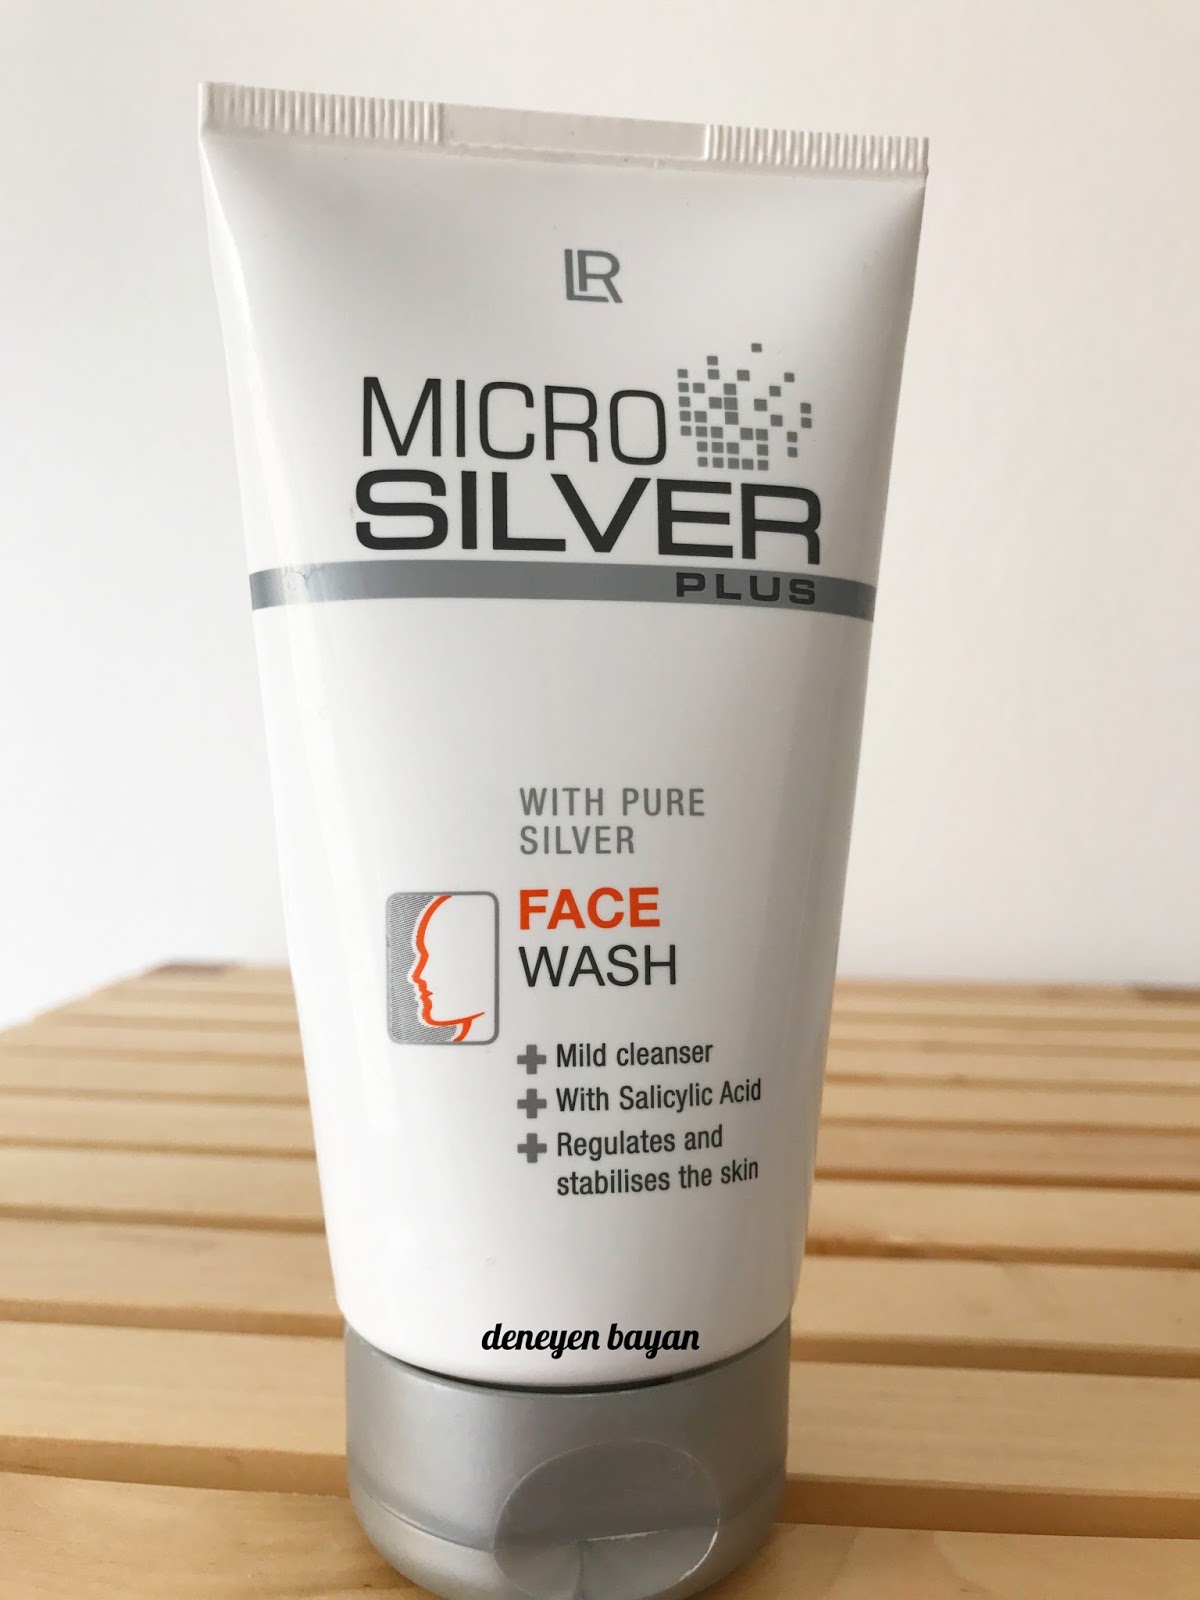 LR
MICRO
SILVER
PLUS
WITH PURE
SILVER
FACE
WASH
Mild cleanser
With Salicylic Acid
Regulates and
stabilises the skin
deneyen bayan